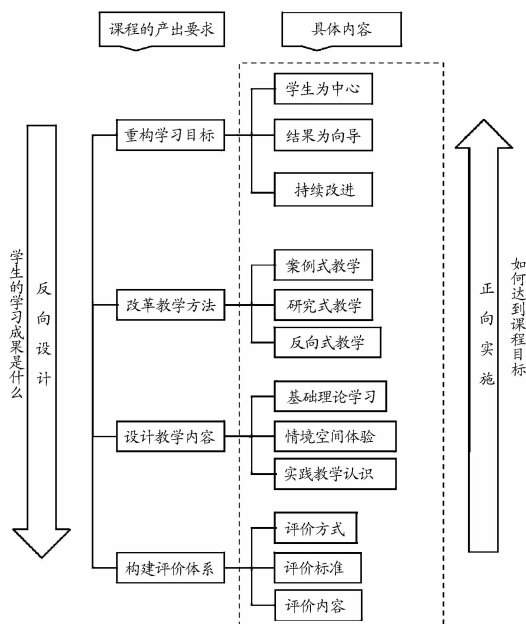 课程的产出要求
具体内容
学生的学习成果是什么
反向设计
重构学习目标
学生为中心
结果为向导
持续改进
改革教学方法
案例式教学
研究式教学
反向式教学
设计教学内容
基础理论学习
情境空间体验
实践教学认识
构建评价体系
评价方式
评价标准
评价内容
正向实施
如何达到课程目标